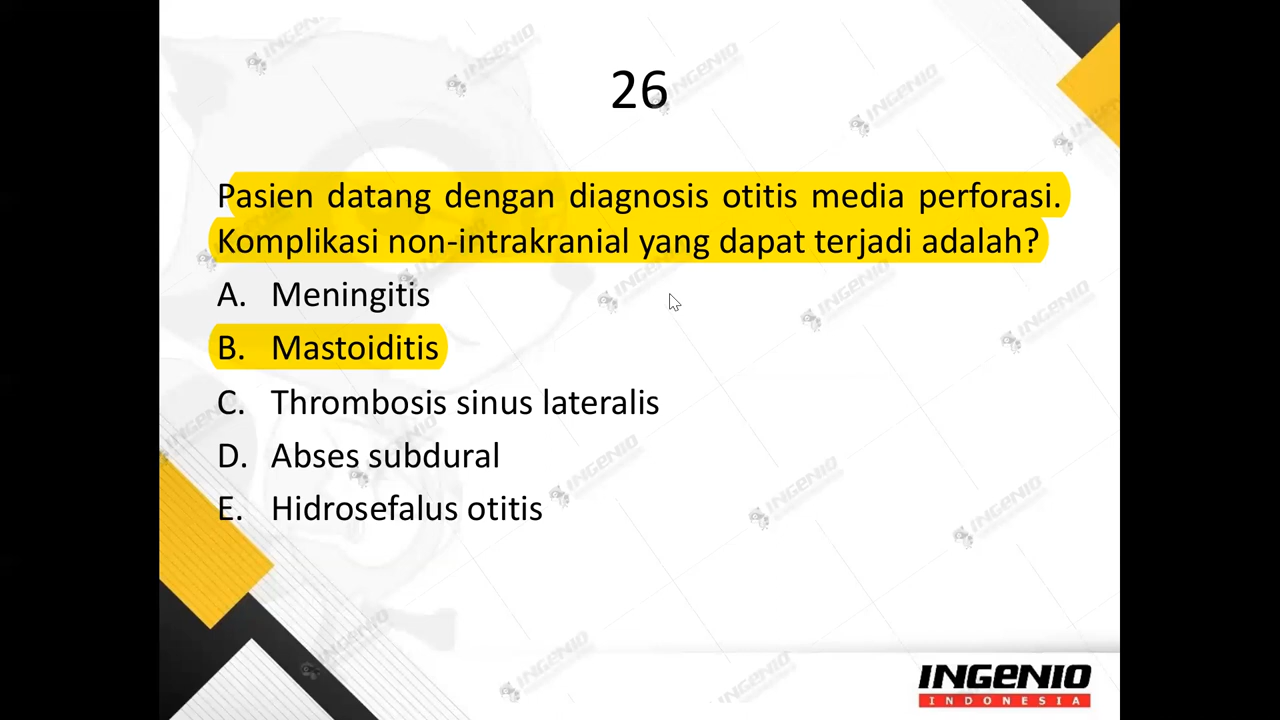 26
Pasien datang dengan diagnosis otitis media perforasi.
Komplikasi non-intrakranial yang dapat terjadi adalah?
A. Meningitis
B. Mastoiditis
C. Thrombosis sinus lateralis
D. Abses subdural
E. Hidrosefalus otitis
INGENIO
INDONESIA